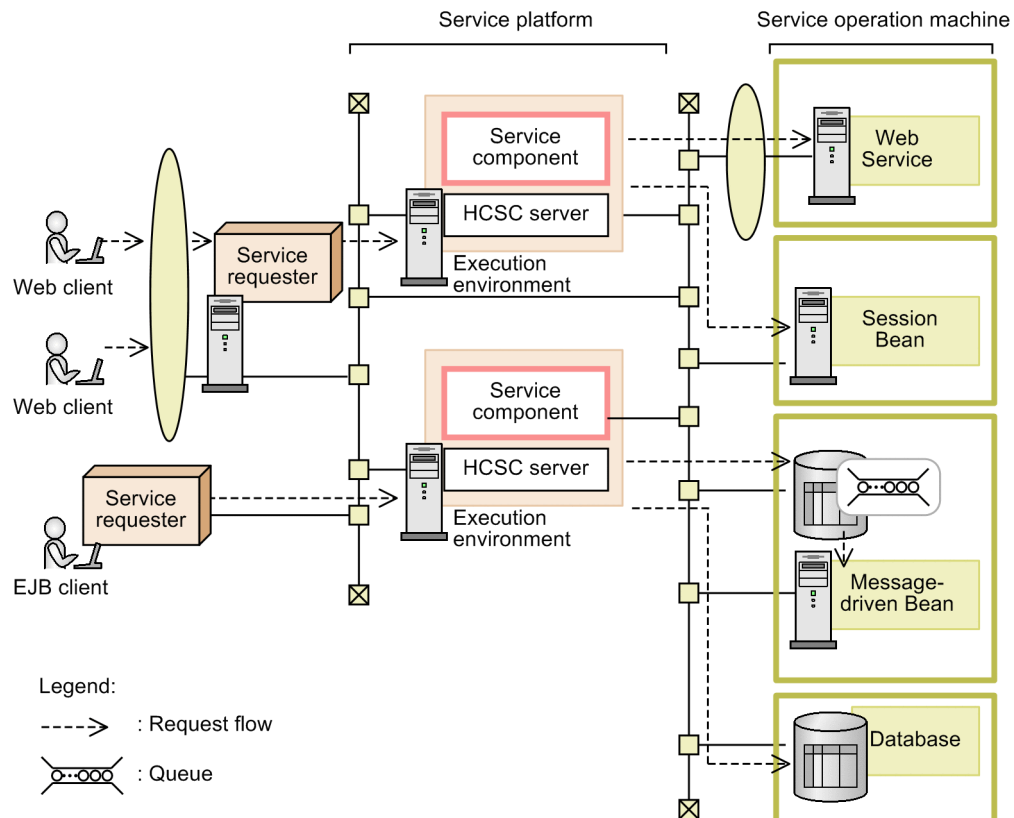 Service platform
Service operation machine
Service
component
HCSC server
Execution
environment
Web
Service
Service
requester
Web client
Web client
Session
Bean
Service
component
HCSC server
Execution
environment
Service
requester
EJB client
Message-
driven Bean
Database
Legend:
: Request flow
: Queue